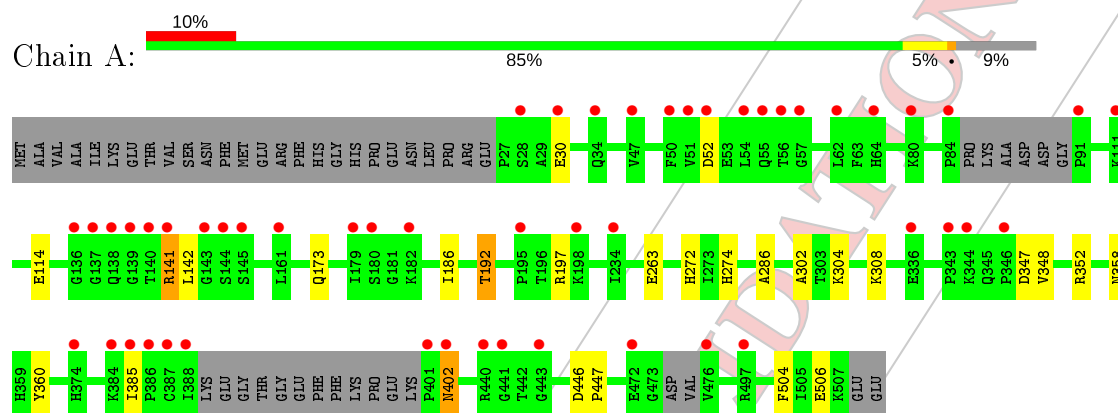 10%
Chain A:
85% 5% • 9%
MET ALA VAL ALA ILE LYS GLU THR VAL SER ASN PHE MET GLU ARG PHE HIS GLY HIS PRO GLU ASN LEU PRO ARG GLU P27 S28 A29 E30 Q34 V47 F50 V51 D52 E53 L54 Q55 T56 G57 L62 F63 H64 K80 P84 PRO LYS ALA ASP ASP GLY P91
E114 G136 G137 Q138 G139 T140 R141 L142 G143 S144 S145 L161 Q173 I179 S180 G181 K182 I186 T192 P195 T196 R197 K198 I234 E263 H272 I273 H274 A286 A302 T303 K304 K308 E336 P343 K344 Q345 P346 D347 V348 R352 N358
H359 Y360 H374 K384 I385 P386 C387 I388 LYS GLU GLY THR GLY GLU PHE PHE LYS PRO GLU LYS P401 N402 R440 G441 T442 G443 D446 P447 E472 G473 ASP VAL V476 R497 F504 I505 E506 K507 GLU GLU
DATION